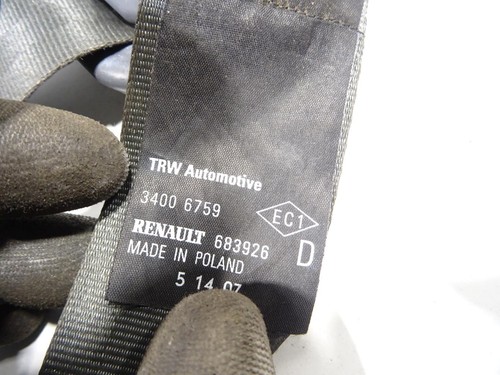 TRW Automotive
3400 6759
EC1
RENAULT 683926
D
MADE IN POLAND
5 14 07